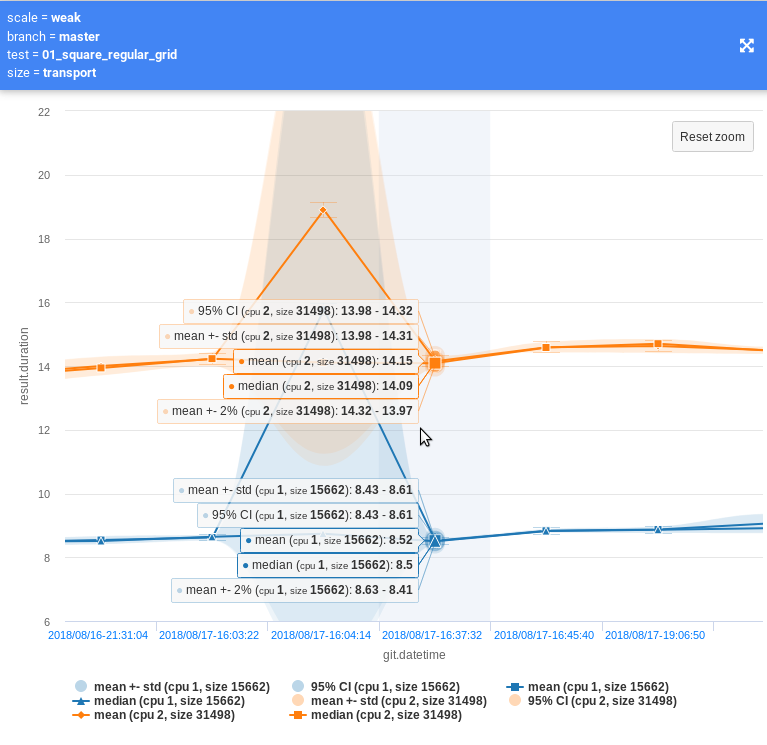 scale = weak
branch = master
test = 01_square_regular_grid
size = transport
Reset zoom
22
20
18
16
14
12
10
8
6
result.duration
95% CI (cpu 2, size 31498): 13.98 - 14.32
mean +- std (cpu 2, size 31498): 13.98 - 14.31
mean (cpu 2, size 31498): 14.15
median (cpu 2, size 31498): 14.09
mean +- 2% (cpu 2, size 31498): 14.32 - 13.97
mean +- std (cpu 1, size 15662): 8.43 - 8.61
95% CI (cpu 1, size 15662): 8.43 - 8.61
mean (cpu 1, size 15662): 8.52
median (cpu 1, size 15662): 8.5
mean +- 2% (cpu 1, size 15662): 8.63 - 8.41
2018/08/16-21:31:04 2018/08/17-16:03:22 2018/08/17-16:04:14 2018/08/17-16:37:32 2018/08/17-16:45:40 2018/08/17-19:06:50
git.datetime
mean +- std (cpu 1, size 15662) 95% CI (cpu 1, size 15662) mean (cpu 1, size 15662)
median (cpu 1, size 15662) mean +- std (cpu 2, size 31498) 95% CI (cpu 2, size 31498)
mean (cpu 2, size 31498) median (cpu 2, size 31498)